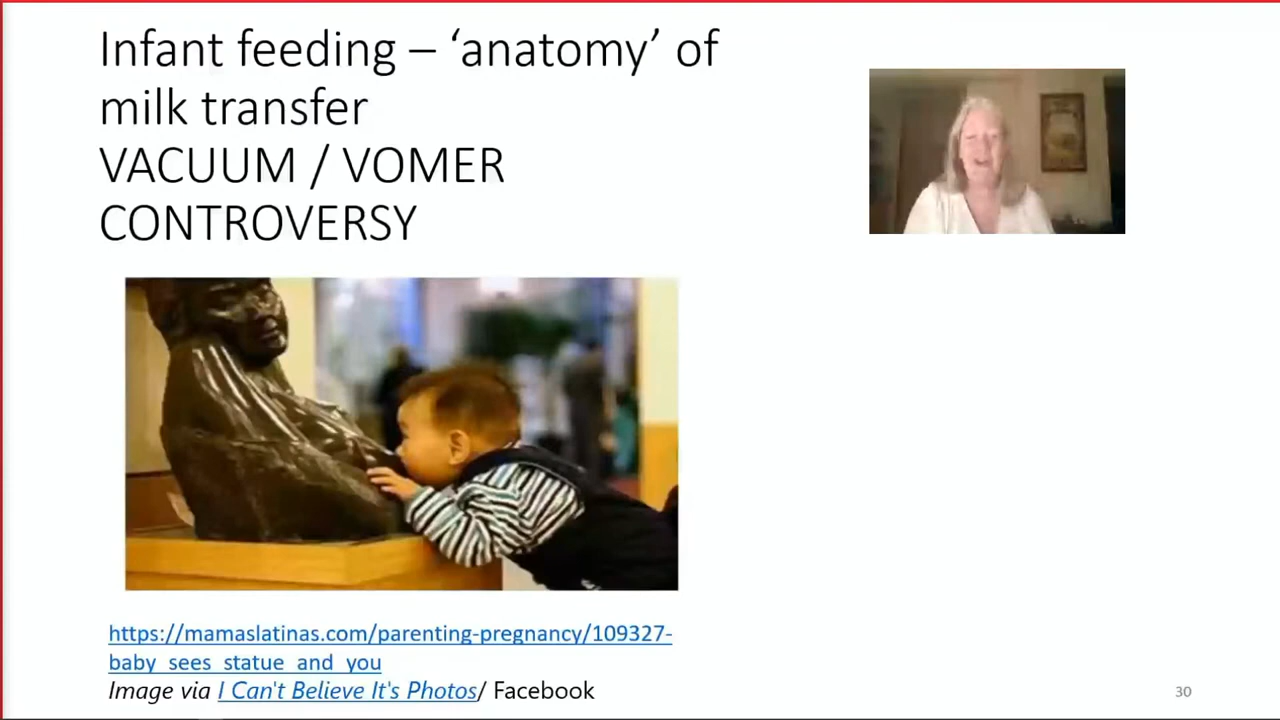 Infant feeding – ‘anatomy’ of
milk transfer
VACUUM / VOMER
CONTROVERSY
https://mamaslatinas.com/parenting-pregnancy/109327-
baby_sees_statue_and_you
Image via I Can't Believe It's Photos/ Facebook
30